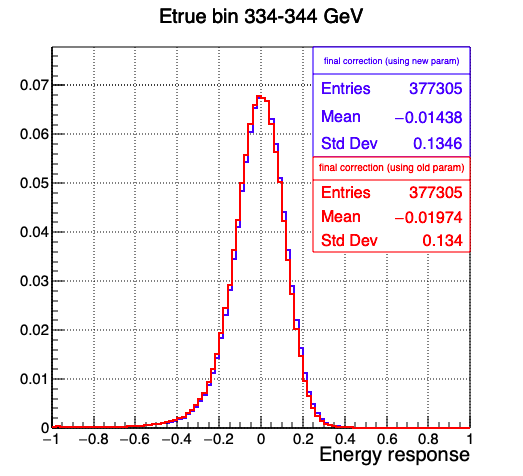 Etrue bin 334-344 GeV
final correction (using new param)
Entries 377305
Mean −0.01438
Std Dev 0.1346
final correction (using old param)
Entries 377305
Mean −0.01974
Std Dev 0.134
0.07
0.06
0.05
0.04
0.03
0.02
0.01
0
−1 −0.8 −0.6 −0.4 −0.2 0 0.2 0.4 0.6 0.8 1
Energy response